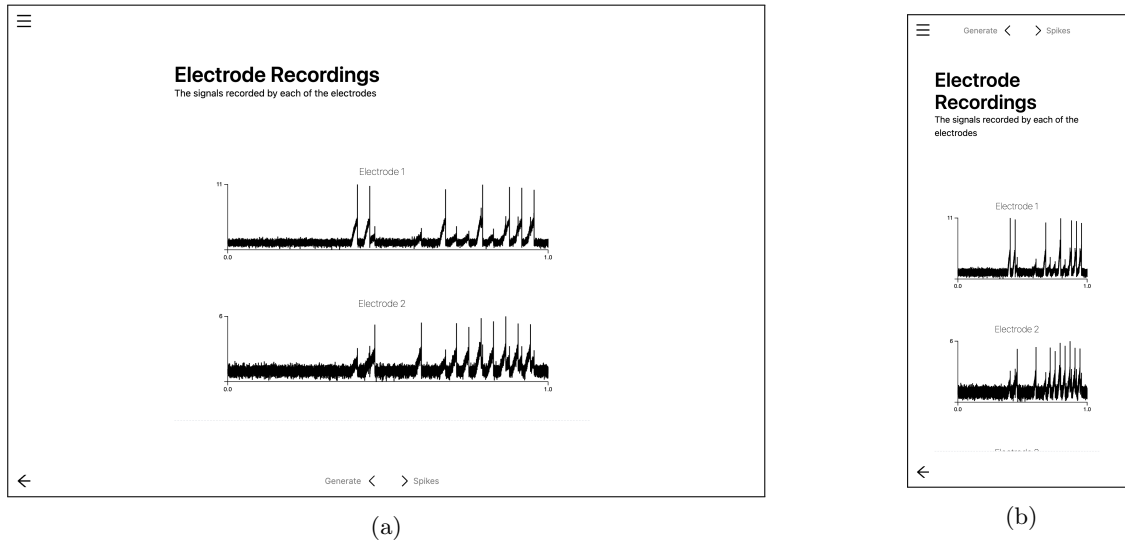 Electrode Recordings
The signals recorded by each of the electrodes
Electrode 1
11
0.0 1.0
Electrode 2
6
0.0 1.0
Generate Spikes
(a)
Generate Spikes
Electrode
Recordings
The signals recorded by each of the
electrodes
Electrode 1
11
0.0 1.0
Electrode 2
6
0.0 1.0
(b)